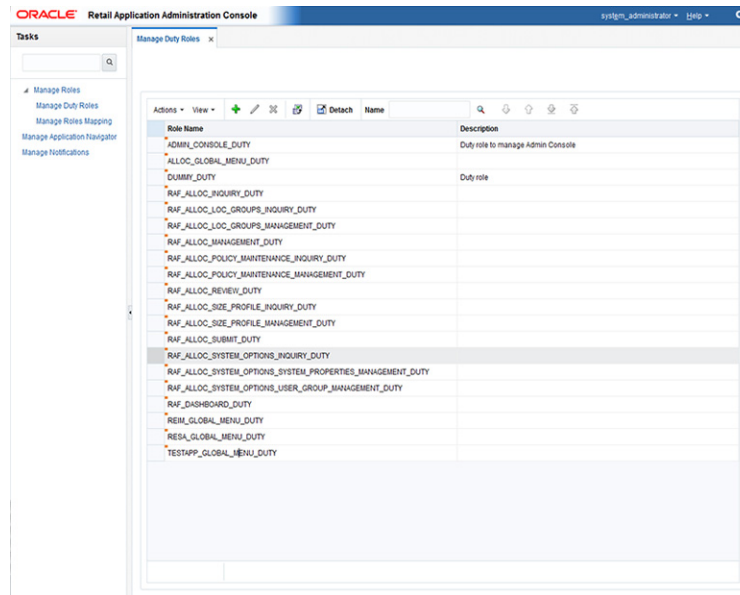 ORACLE Retail Application Administration Console
system_administrator Help
Tasks
Manage Duty Roles ×
Manage Roles
Manage Duty Roles
Manage Roles Mapping
Manage Application Navigator
Manage Notifications
Actions View Detach Name
Role Name Description
ADMIN_CONSOLE_DUTY Duty role to manage Admin Console
ALLOC_GLOBAL_MENU_DUTY
DUMMY_DUTY Duty role
RAF_ALLOC_INQUIRY_DUTY
RAF_ALLOC_LOC_GROUPS_INQUIRY_DUTY
RAF_ALLOC_LOC_GROUPS_MANAGEMENT_DUTY
RAF_ALLOC_MANAGEMENT_DUTY
RAF_ALLOC_POLICY_MAINTENANCE_INQUIRY_DUTY
RAF_ALLOC_POLICY_MAINTENANCE_MANAGEMENT_DUTY
RAF_ALLOC_REVIEW_DUTY
RAF_ALLOC_SIZE_PROFILE_INQUIRY_DUTY
RAF_ALLOC_SIZE_PROFILE_MANAGEMENT_DUTY
RAF_ALLOC_SUBMIT_DUTY
RAF_ALLOC_SYSTEM_OPTIONS_INQUIRY_DUTY
RAF_ALLOC_SYSTEM_OPTIONS_SYSTEM_PROPERTIES_MANAGEMENT_DUTY
RAF_ALLOC_SYSTEM_OPTIONS_USER_GROUP_MANAGEMENT_DUTY
RAF_DASHBOARD_DUTY
REIM_GLOBAL_MENU_DUTY
RESA_GLOBAL_MENU_DUTY
TESTAPP_GLOBAL_MENU_DUTY